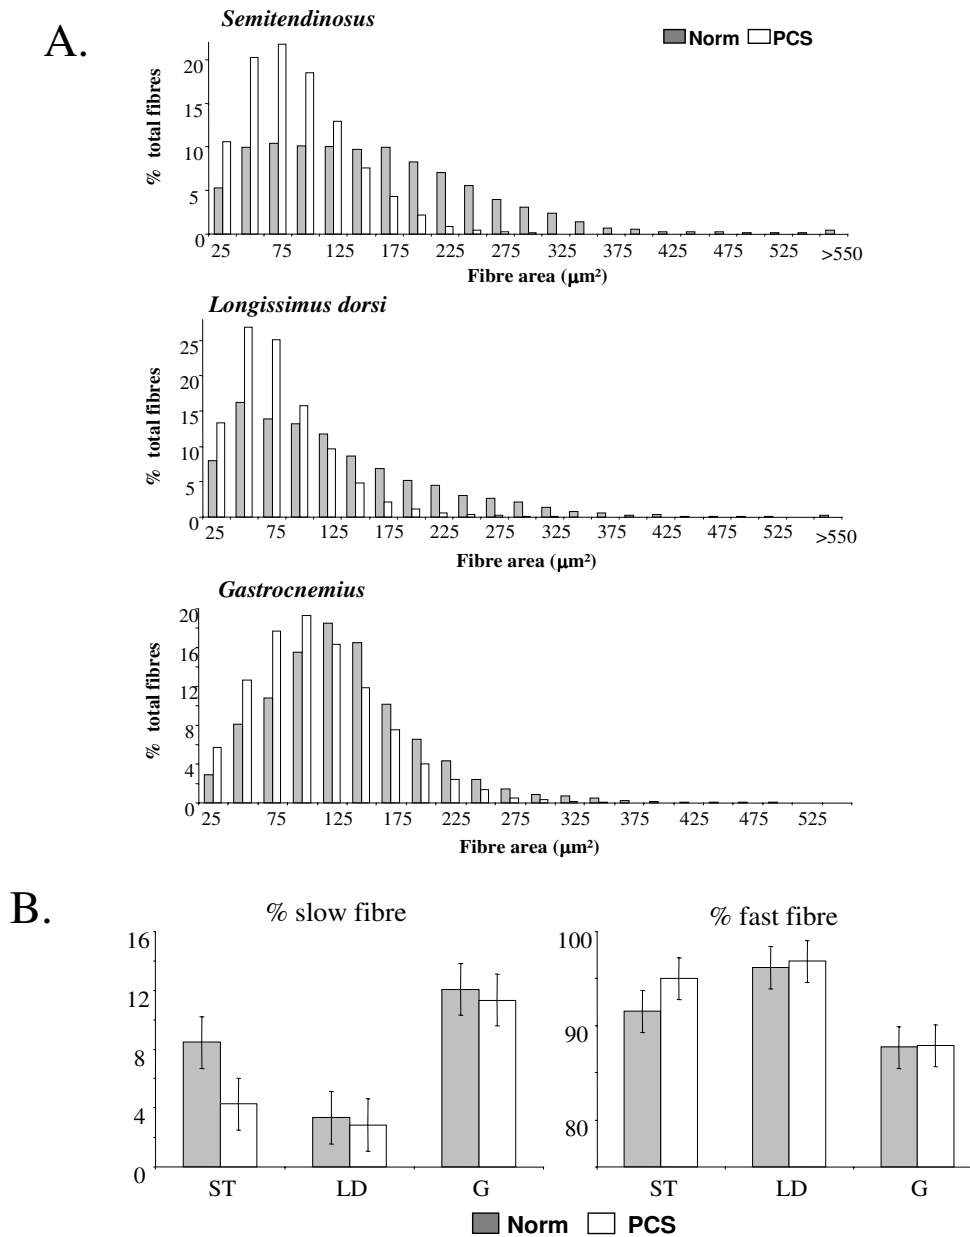 A.
Semitendinosus
Norm PCS
% total fibres
20
15
10
5
0
25 75 125 175 225 275 325 375 425 475 525 >550
Fibre area (µm²)
Longissimus dorsi
% total fibres
25
20
15
10
5
0
25 75 125 175 225 275 325 375 425 475 525 >550
Fibre area (µm²)
Gastrocnemius
% total fibres
20
16
12
8
4
0
25 75 125 175 225 275 325 375 425 475 525
Fibre area (µm²)
B.
% slow fibre
16
12
8
4
0
ST LD G
% fast fibre
100
90
80
ST LD G
Norm PCS